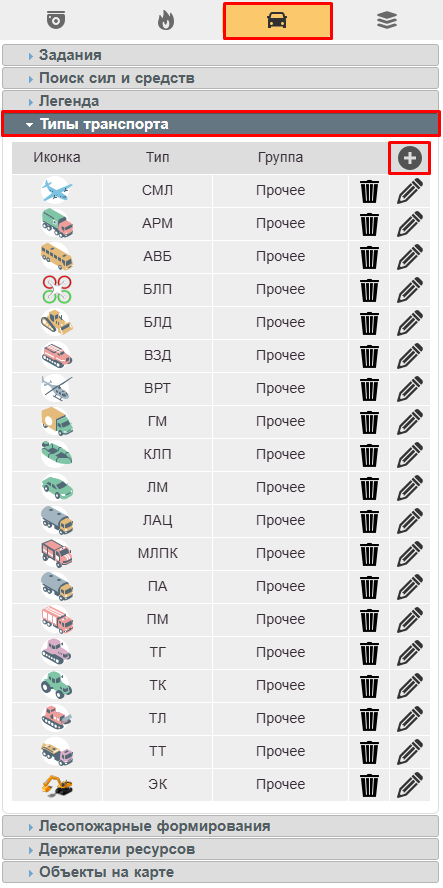 Задания
Поиск сил и средств
Легенда
Типы транспорта
Иконка Тип Группа
СМЛ Прочее
АРМ Прочее
АВБ Прочее
БЛП Прочее
БЛД Прочее
ВЗД Прочее
ВРТ Прочее
ГМ Прочее
КЛП Прочее
ЛМ Прочее
ЛАЦ Прочее
МЛПК Прочее
ПА Прочее
ПМ Прочее
ТГ Прочее
ТК Прочее
ТЛ Прочее
ТТ Прочее
ЭК Прочее
Лесопожарные формирования
Держатели ресурсов
Объекты на карте